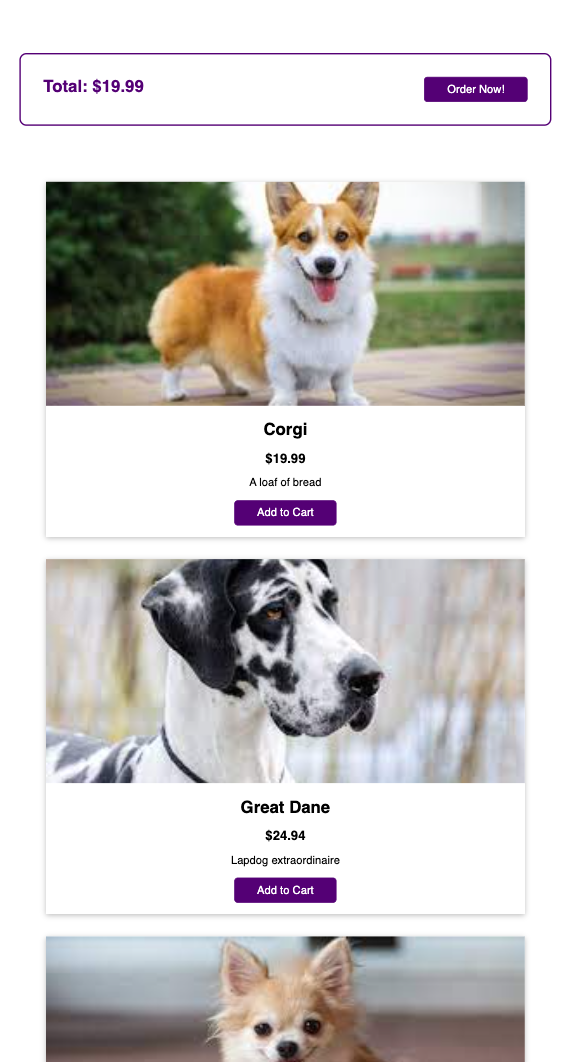 Total: $19.99
Order Now!
Corgi
$19.99
A loaf of bread
Add to Cart
Great Dane
$24.94
Lapdog extraordinaire
Add to Cart